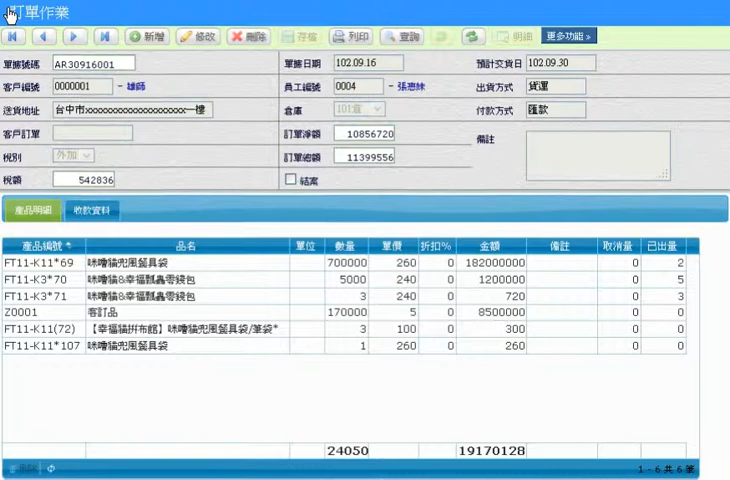 訂單作業
新增 修改 刪除 存檔 列印 查詢 明細 更多功能 »
單據號碼 AR30916001 單據日期 102.09.16 預計交貨日 102.09.30
客戶編號 0000001 - 雄師 員工編號 0004 - 張惠妹 出貨方式 貨運
送貨地址 台中市xxxxxxxxxxxxxxxxxxxx一樓 倉庫 101倉 付款方式 匯款
客戶訂單 訂單淨額 10856720 備註
稅別 外加 訂單總額 11399556
稅額 542836 結案
產品明細 收款資料
產品編號 品名 單位 數量 單價 折扣% 金額 備註 取消量 已出量
FT11-K11*69 咪嚕貓兜風餐具袋 700000 260 0 182000000 0 2
FT11-K3*70 咪嚕貓&幸福瓢蟲零錢包 5000 240 0 1200000 0 5
FT11-K3*71 咪嚕貓&幸福瓢蟲零錢包 3 240 0 720 0 3
Z0001 客訂品 170000 5 0 8500000 0 0
FT11-K11(72) 【幸福貓拼布館】咪嚕貓兜風餐具袋/筆袋* 3 100 0 300 0 0
FT11-K11*107 咪嚕貓兜風餐具袋 1 260 0 260 0 0
24050 19170128
1 - 6 共 6 筆